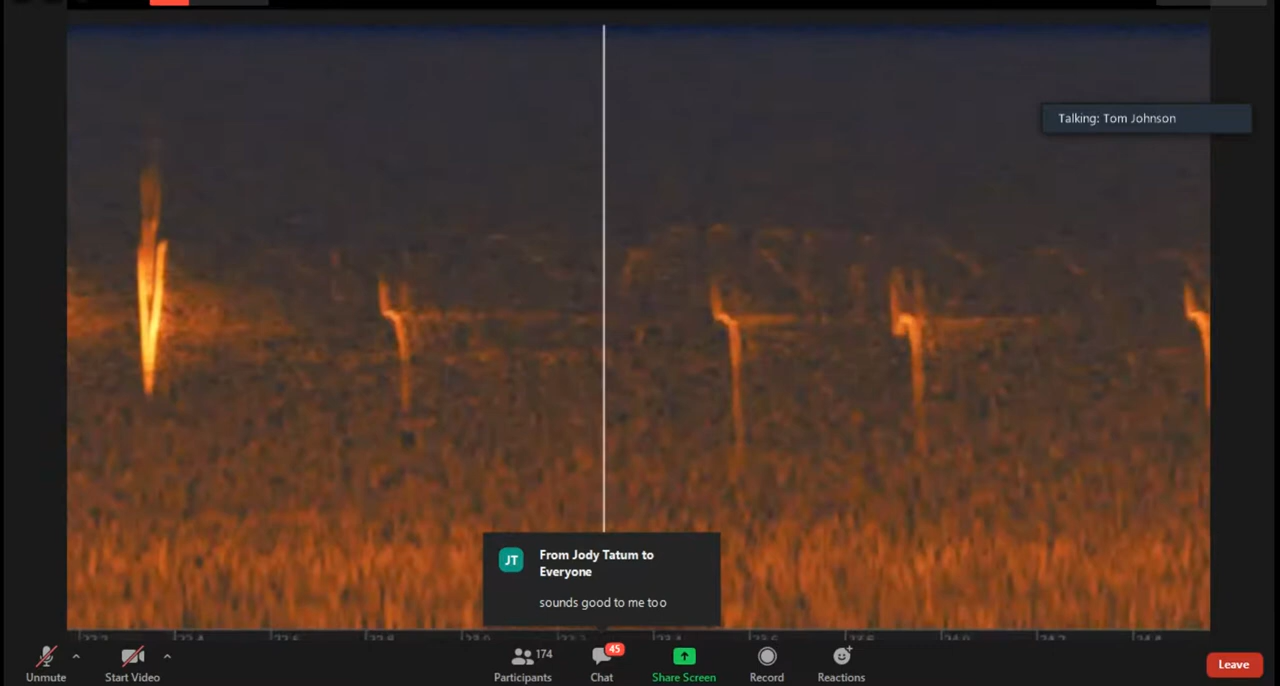 Talking: Tom Johnson
JT
From Jody Tatum to
Everyone
sounds good to me too
174
45
Unmute
Start Video
Participants
Chat
Share Screen
Record
Reactions
Leave